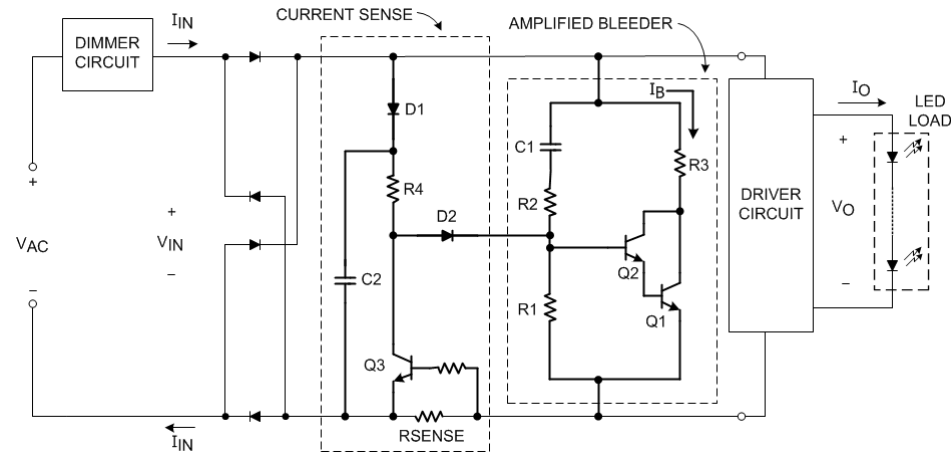 CURRENT SENSE
AMPLIFIED BLEEDER
DIMMER
CIRCUIT
IIN
D1
C2
R4
D2
Q3
RSENSE
IB
C1
R2
R3
Q2
R1
Q1
DRIVER
CIRCUIT
IO
LED
LOAD
+
VO
–
+
VAC
–
+
VIN
–
IIN